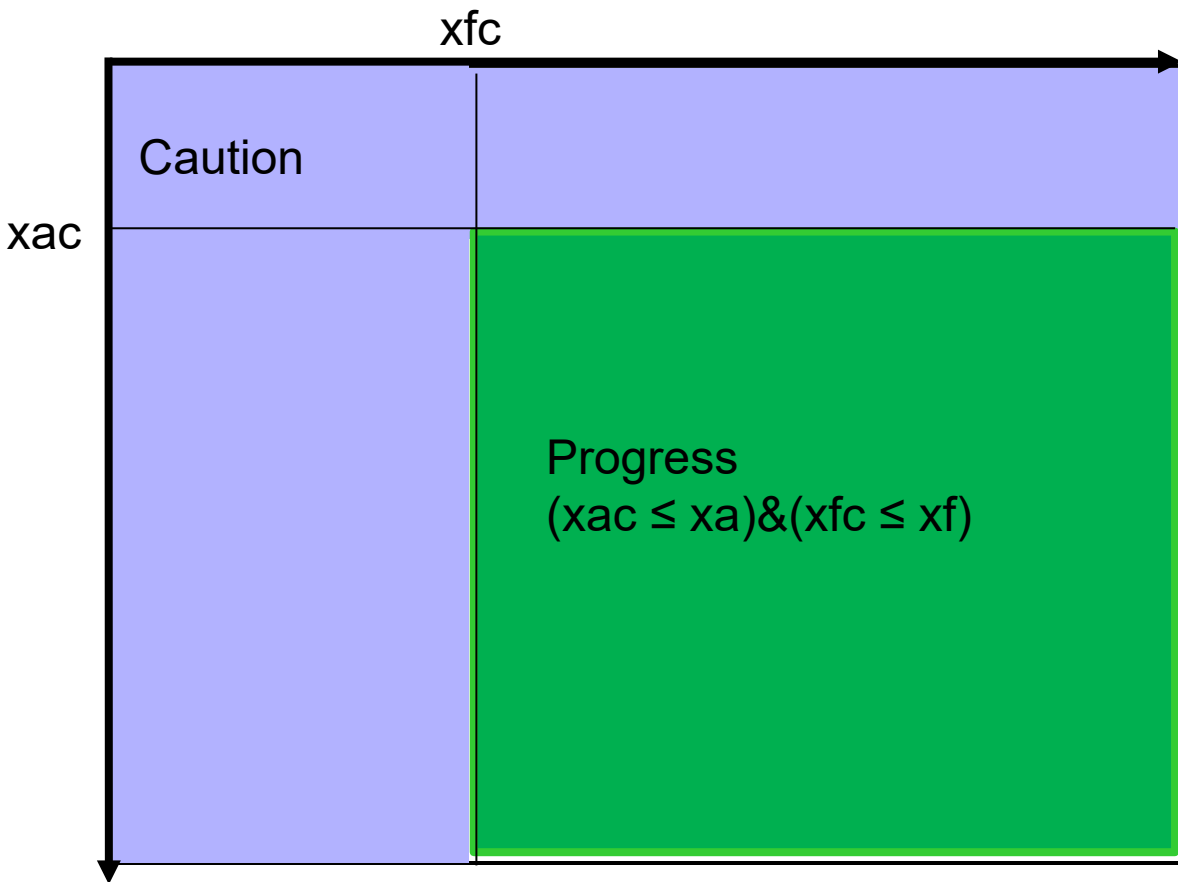 xfc
Caution
xac
Progress
(xac ≤ xa)&(xfc ≤ xf)